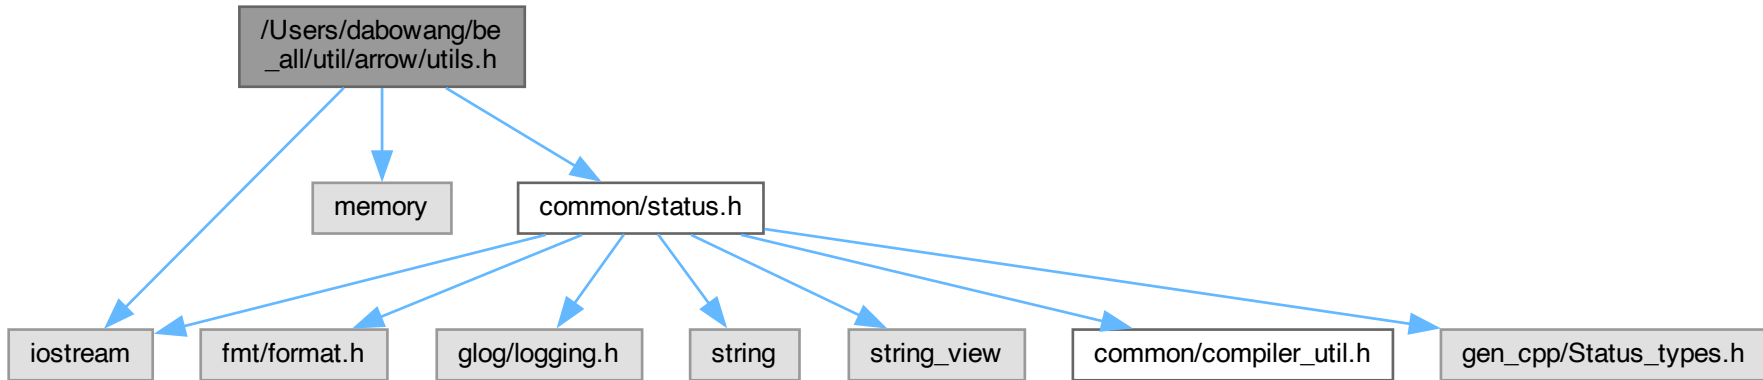 /Users/dabowang/be
_all/util/arrow/utils.h
memory
common/status.h
iostream
fmt/format.h
glog/logging.h
string
string_view
common/compiler_util.h
gen_cpp/Status_types.h